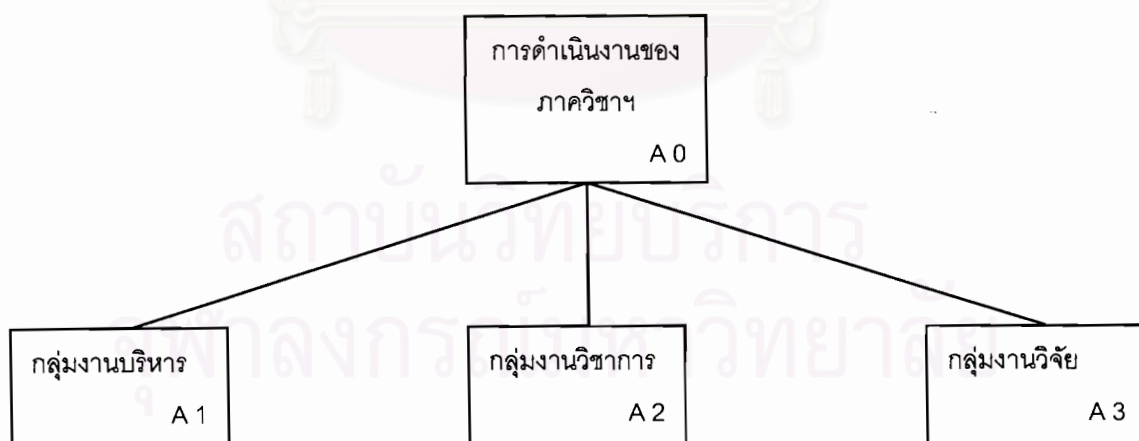 การดำเนินงานของ
ภาควิชาฯ
A 0
สถาบันวิทยบริการ
จุฬาลงกรณ์มหาวิทยาลัย
กลุ่มงานบริหาร
A 1
กลุ่มงานวิชาการ
A 2
กลุ่มงานวิจัย
A 3